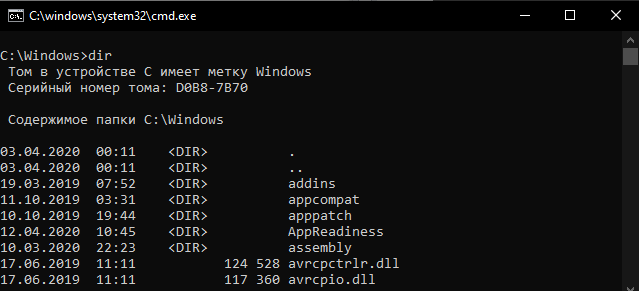 C:\windows\system32\cmd.exe
C:\Windows>dir
Том в устройстве C имеет метку Windows
Серийный номер тома: D0B8-7B70
Содержимое папки C:\Windows
03.04.2020  00:11    <DIR>          .
03.04.2020  00:11    <DIR>          ..
19.03.2019  07:52    <DIR>          addins
11.10.2019  03:31    <DIR>          appcompat
10.10.2019  19:44    <DIR>          apppatch
12.04.2020  10:45    <DIR>          AppReadiness
10.03.2020  22:23    <DIR>          assembly
17.06.2019  11:11           124 528 avrcpctrlr.dll
17.06.2019  11:11           117 360 avrcpio.dll